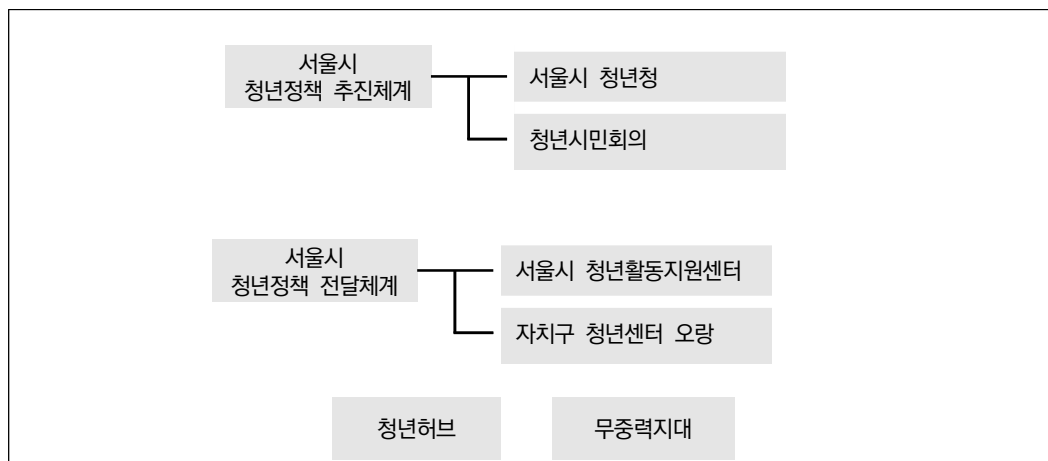 서울시
청년정책 추진체계
서울시 청년청
청년시민회의
서울시
청년정책 전달체계
서울시 청년활동지원센터
자치구 청년센터 오랑
청년허브
무중력지대